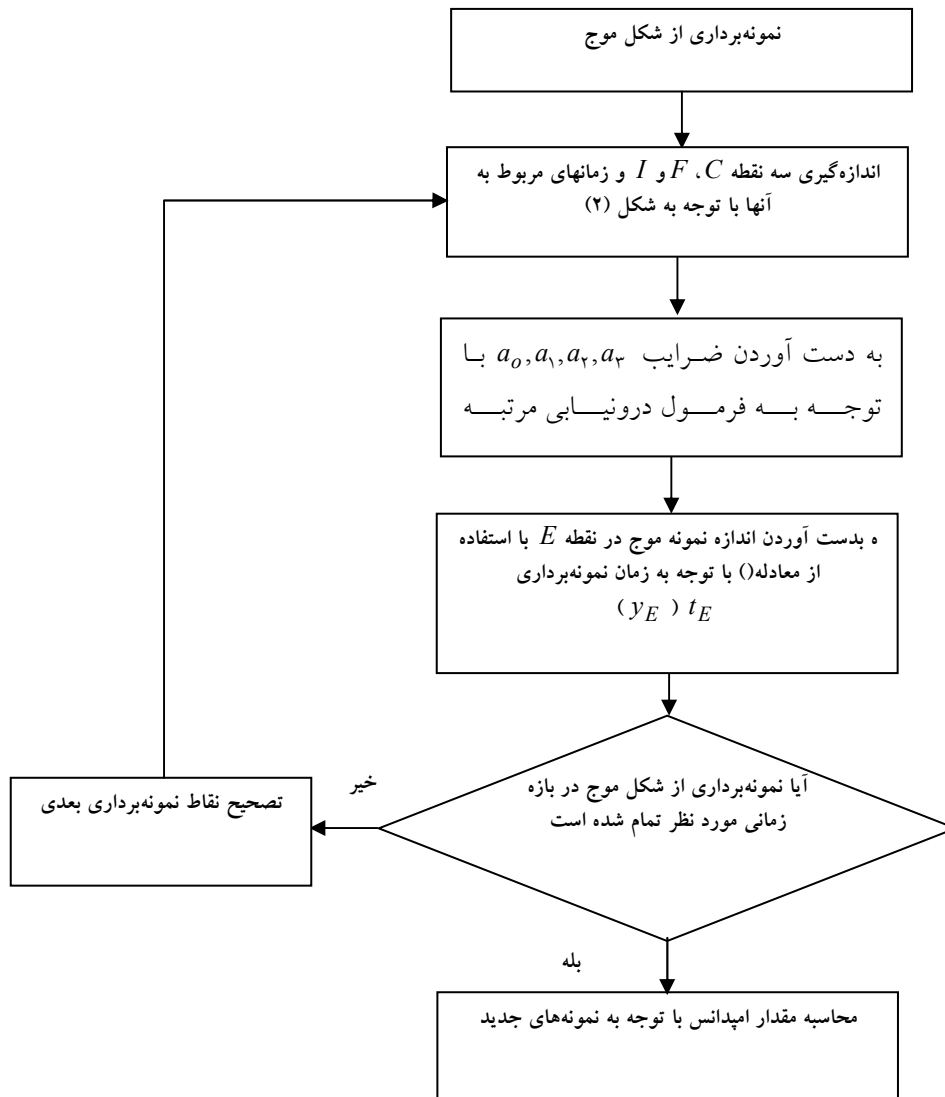 نمونه‌برداری از شکل موج
اندازه‌گیری سه نقطه F ، C و I و زمانهای مربوط به
آنها با توجه به شکل (۲)
به دست آوردن ضرایب a_o,a_۱,a_۲,a_۳ با
توجه به فرمول درونیابی مرتبه
ه بدست آوردن اندازه نمونه موج در نقطه E با استفاده
از معادله() با توجه به زمان نمونه‌برداری
( y_E ) t_E
آیا نمونه‌برداری از شکل موج در بازه
زمانی مورد نظر تمام شده است
خیر
تصحیح نقاط نمونه‌برداری بعدی
بله
محاسبه مقدار امپدانس با توجه به نمونه‌های جدید